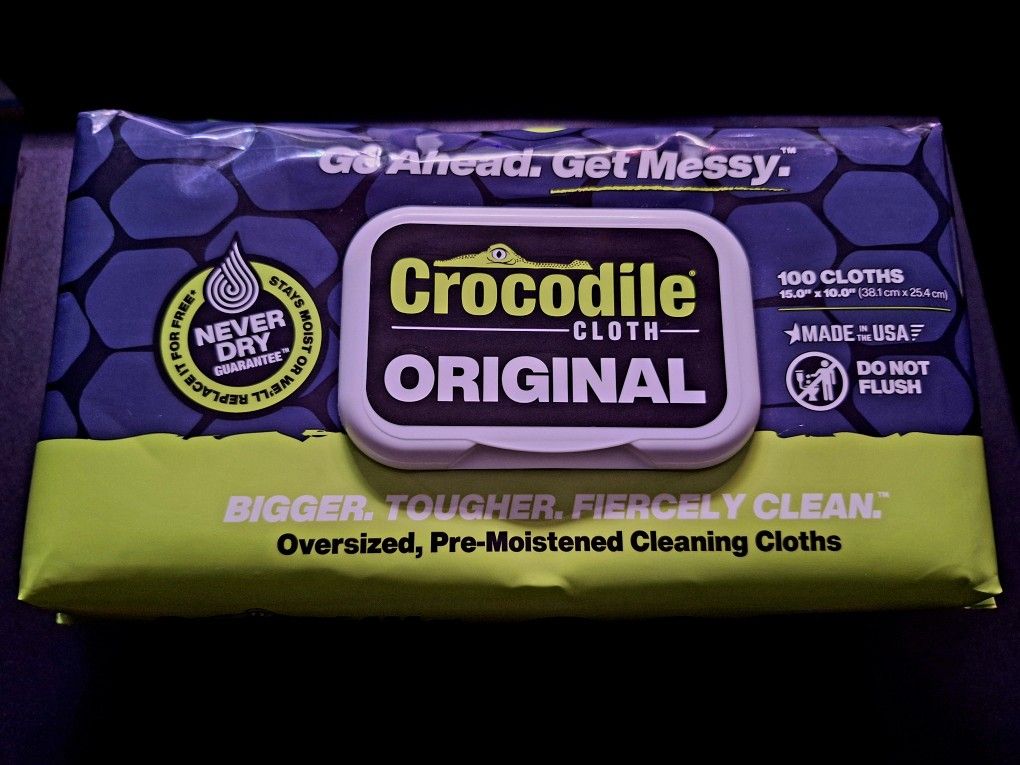 Go Ahead. Get Messy.™
Crocodile®
CLOTH
ORIGINAL
NEVER
DRY
GUARANTEE™
STAYS MOIST OR WE'LL REPLACE IT FOR FREE*
100 CLOTHS
15.0" x 10.0" (38.1 cm x 25.4 cm)
MADE IN THE USA
DO NOT
FLUSH
BIGGER. TOUGHER. FIERCELY CLEAN.™
Oversized, Pre-Moistened Cleaning Cloths